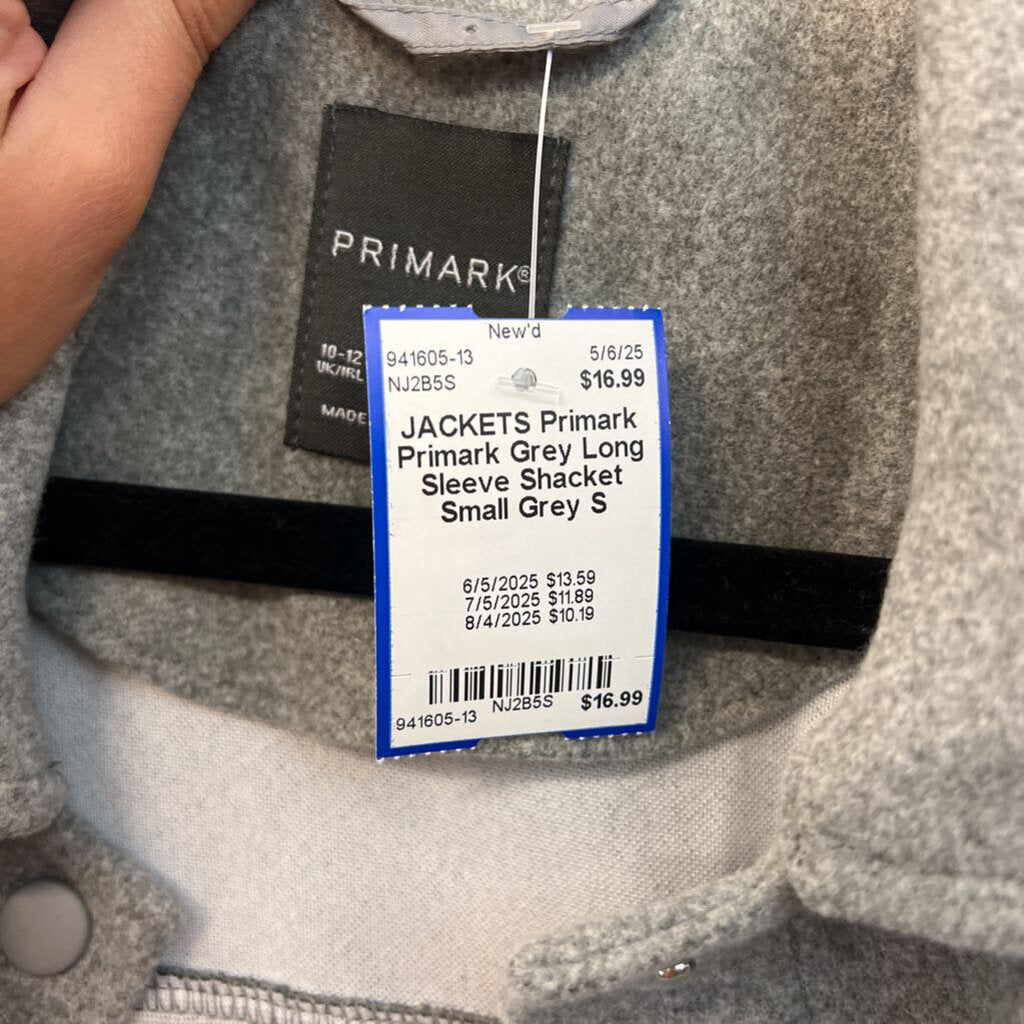 PRIMARK®
10-12
UK/IRL
MADE
New'd
941605-13 5/6/25
NJ2B5S $16.99
JACKETS Primark
Primark Grey Long
Sleeve Shacket
Small Grey S
6/5/2025 $13.59
7/5/2025 $11.89
8/4/2025 $10.19
941605-13 NJ2B5S $16.99